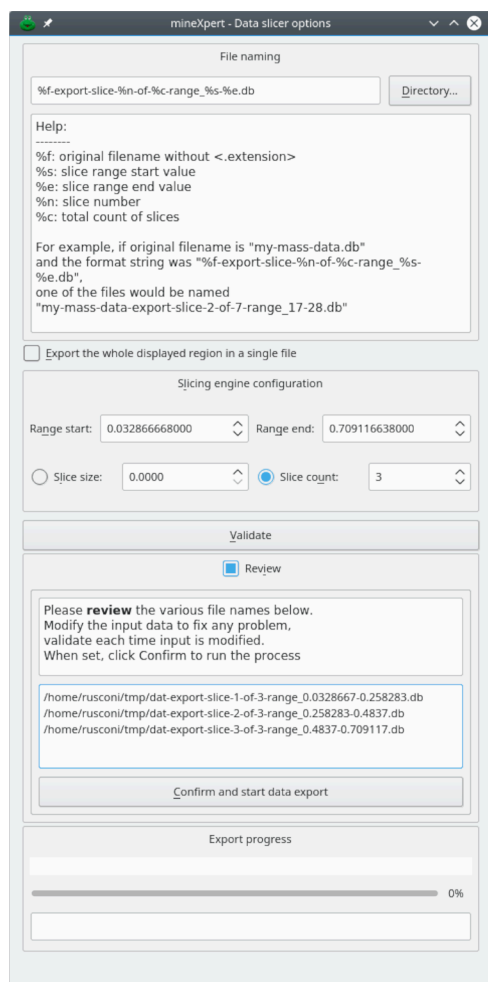 mineXpert - Data slicer options
File naming
%f-export-slice-%n-of-%c-range_%s-%e.db
Directory...
Help:
--------
%f: original filename without <.extension>
%s: slice range start value
%e: slice range end value
%n: slice number
%c: total count of slices
For example, if original filename is "my-mass-data.db"
and the format string was "%f-export-slice-%n-of-%c-range_%s-
%e.db",
one of the files would be named
"my-mass-data-export-slice-2-of-7-range_17-28.db"
Export the whole displayed region in a single file
Slicing engine configuration
Range start: 0.032866668000 Range end: 0.709116638000
Slice size: 0.0000 Slice count: 3
Validate
Review
Please review the various file names below.
Modify the input data to fix any problem,
validate each time input is modified.
When set, click Confirm to run the process
/home/rusconi/tmp/dat-export-slice-1-of-3-range_0.0328667-0.258283.db
/home/rusconi/tmp/dat-export-slice-2-of-3-range_0.258283-0.4837.db
/home/rusconi/tmp/dat-export-slice-3-of-3-range_0.4837-0.709117.db
Confirm and start data export
Export progress
0%